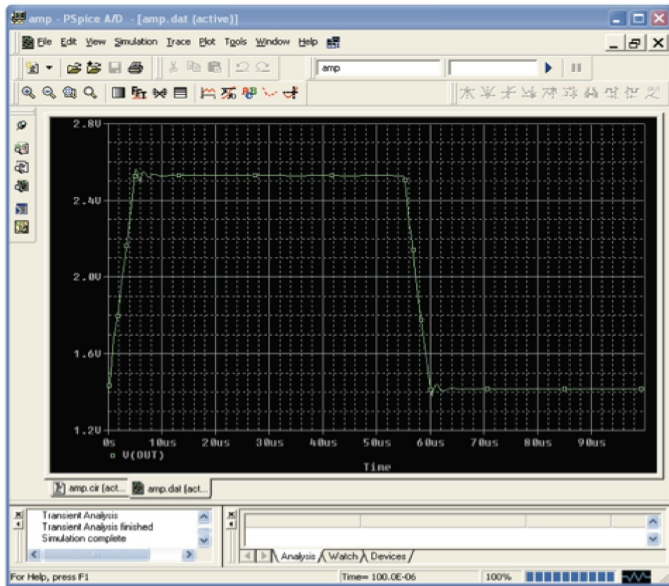 amp - PSpice A/D - [amp.dat (active)]
File Edit View Simulation Trace Plot Tools Window Help
amp
2.8V
2.4V
2.0V
1.6V
1.2V
0s 10us 20us 30us 40us 50us 60us 70us 80us 90us
V(OUT)
Time
amp.cir (act... amp.dat (act...
Transient Analysis
Transient Analysis finished
Simulation complete
Analysis Watch Devices
For Help, press F1 Time= 100.0E-06 100%